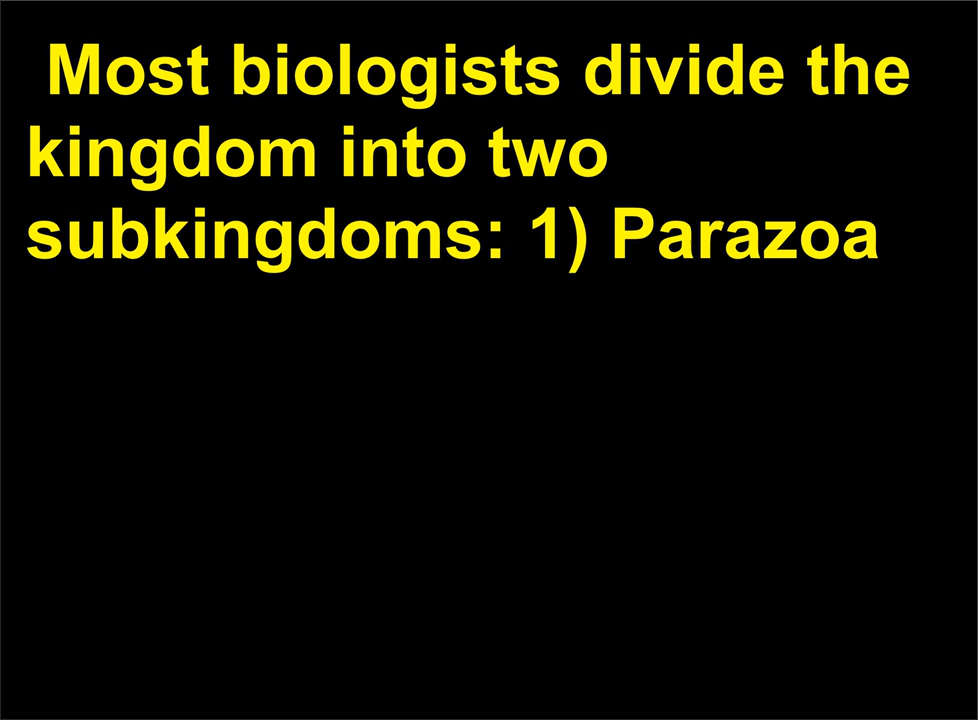 Most biologists divide the
kingdom into two
subkingdoms: 1) Parazoa